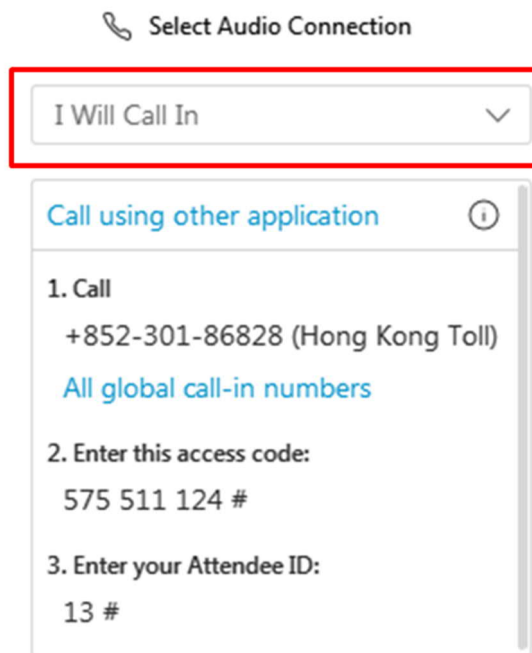 Select Audio Connection
I Will Call In
Call using other application
1. Call
+852-301-86828 (Hong Kong Toll)
All global call-in numbers
2. Enter this access code:
575 511 124 #
3. Enter your Attendee ID:
13 #